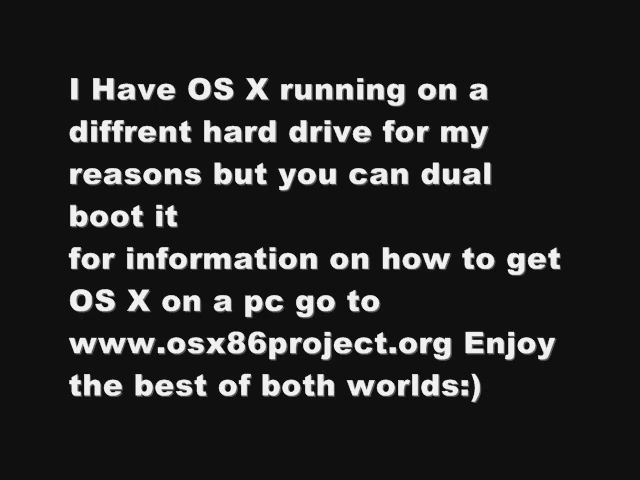 I Have OS X running on a
diffrent hard drive for my
reasons but you can dual
boot it
for information on how to get
OS X on a pc go to
www.osx86project.org Enjoy
the best of both worlds:)